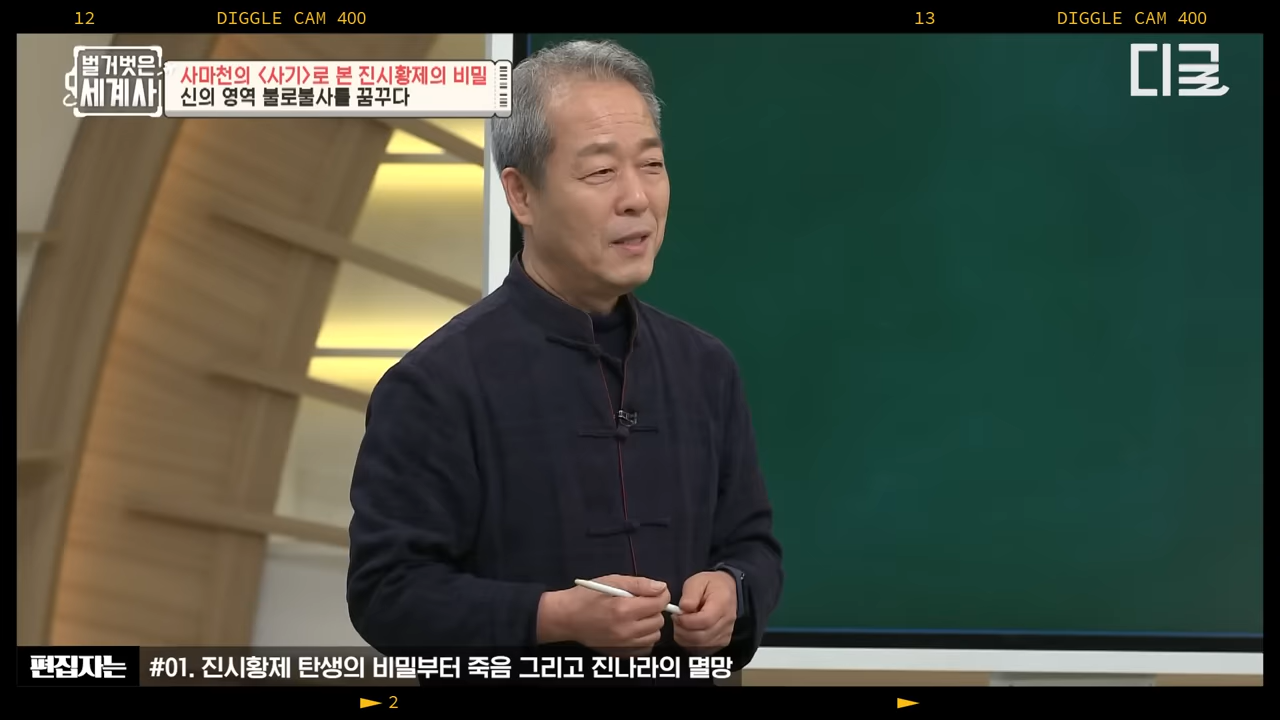 12 DIGGLE CAM 400 13 DIGGLE CAM 400
벌거벗은
세계사
사마천의 <사기>로 본 진시황제의 비밀
신의 영역 불로불사를 꿈꾸다
디글
편집자는 #01. 진시황제 탄생의 비밀부터 죽음 그리고 진나라의 멸망
2